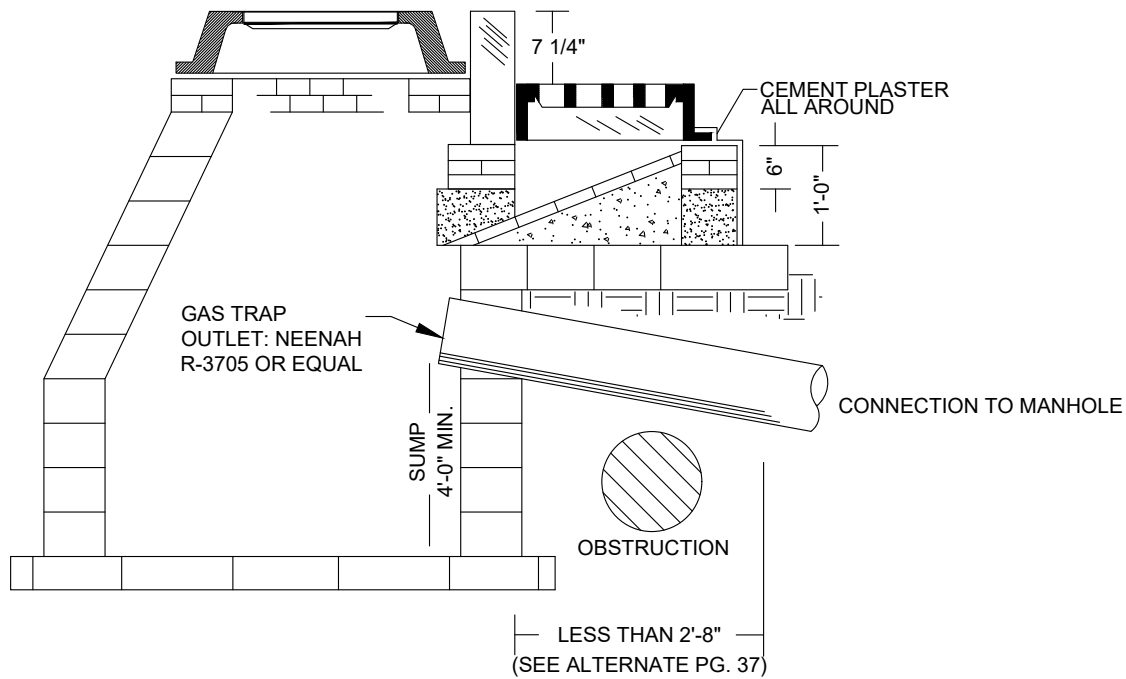 7 1/4"
CEMENT PLASTER
ALL AROUND
6"
1'-0"
GAS TRAP
OUTLET: NEENAH
R-3705 OR EQUAL
CONNECTION TO MANHOLE
SUMP
4'-0" MIN.
OBSTRUCTION
LESS THAN 2'-8"
(SEE ALTERNATE PG. 37)